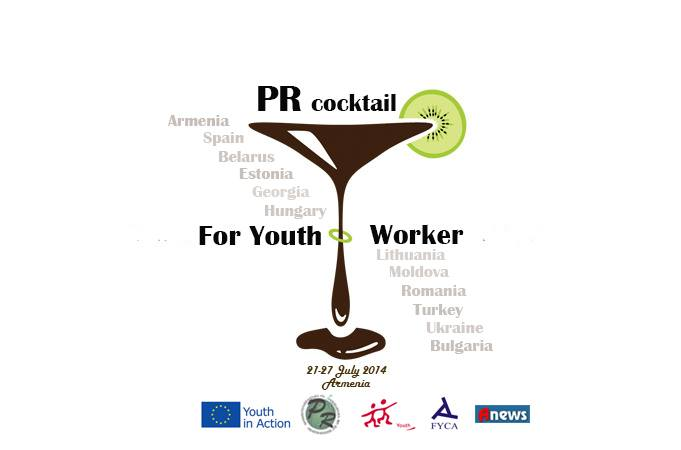 PR cocktail
Armenia
Spain
Belarus
Estonia
Georgia
Hungary
For Youth Worker
Lithuania
Moldova
Romania
Turkey
Ukraine
Bulgaria
21-27 July 2014
Armenia
Youth
in Action
PR
Youth
FYCA
Anews